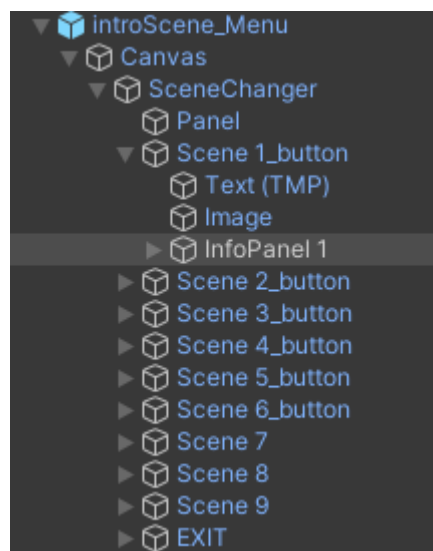 introScene_Menu
Canvas
SceneChanger
Panel
Scene 1_button
Text (TMP)
Image
InfoPanel 1
Scene 2_button
Scene 3_button
Scene 4_button
Scene 5_button
Scene 6_button
Scene 7
Scene 8
Scene 9
EXIT